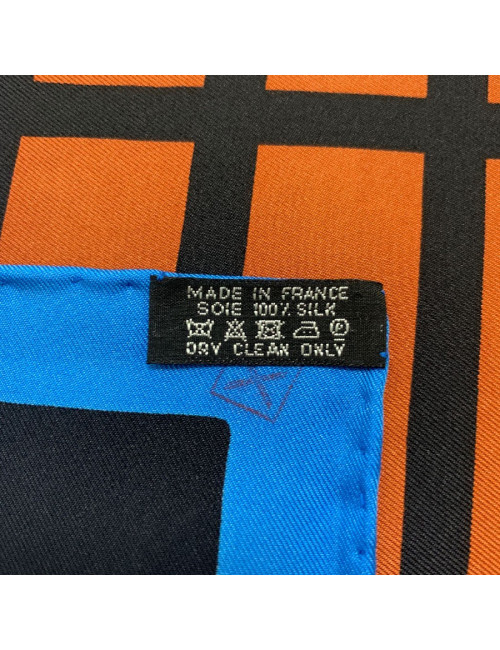 MADE IN FRANCE
SOIE 100% SILK
P
DRY CLEAN ONLY